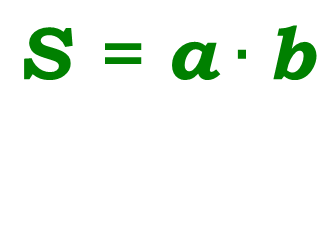 S = a · b